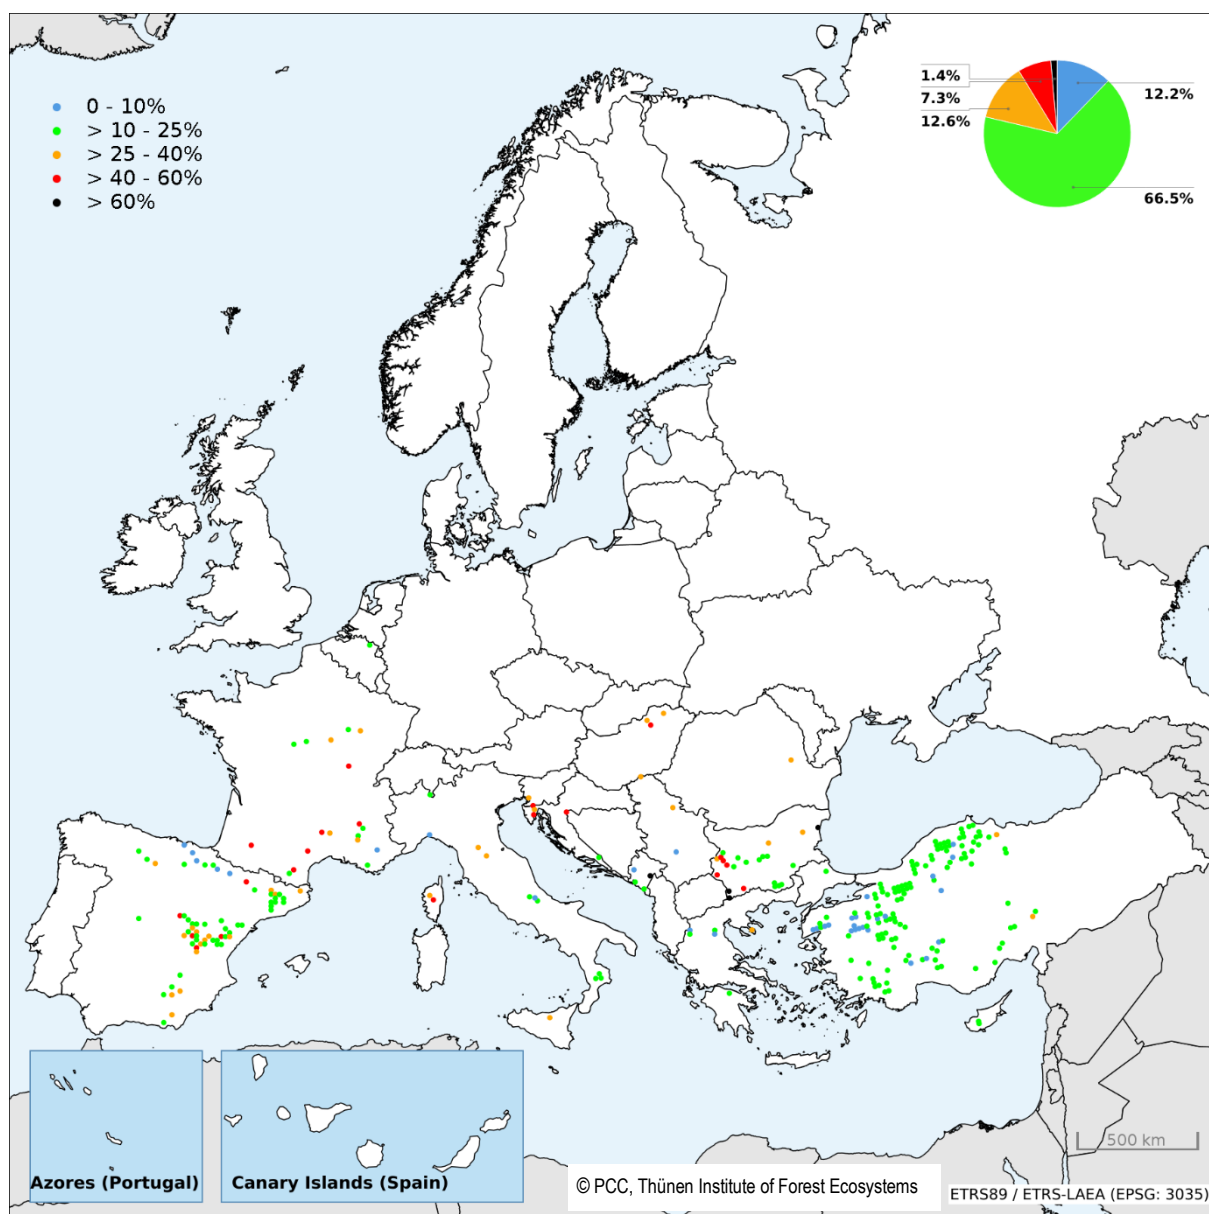 0 - 10%
> 10 - 25%
> 25 - 40%
> 40 - 60%
> 60%
1.4%
7.3%
12.6%
12.2%
66.5%
500 km
Azores (Portugal)
Canary Islands (Spain)
© PCC, Thünen Institute of Forest Ecosystems
ETRS89 / ETRS-LAEA (EPSG: 3035)